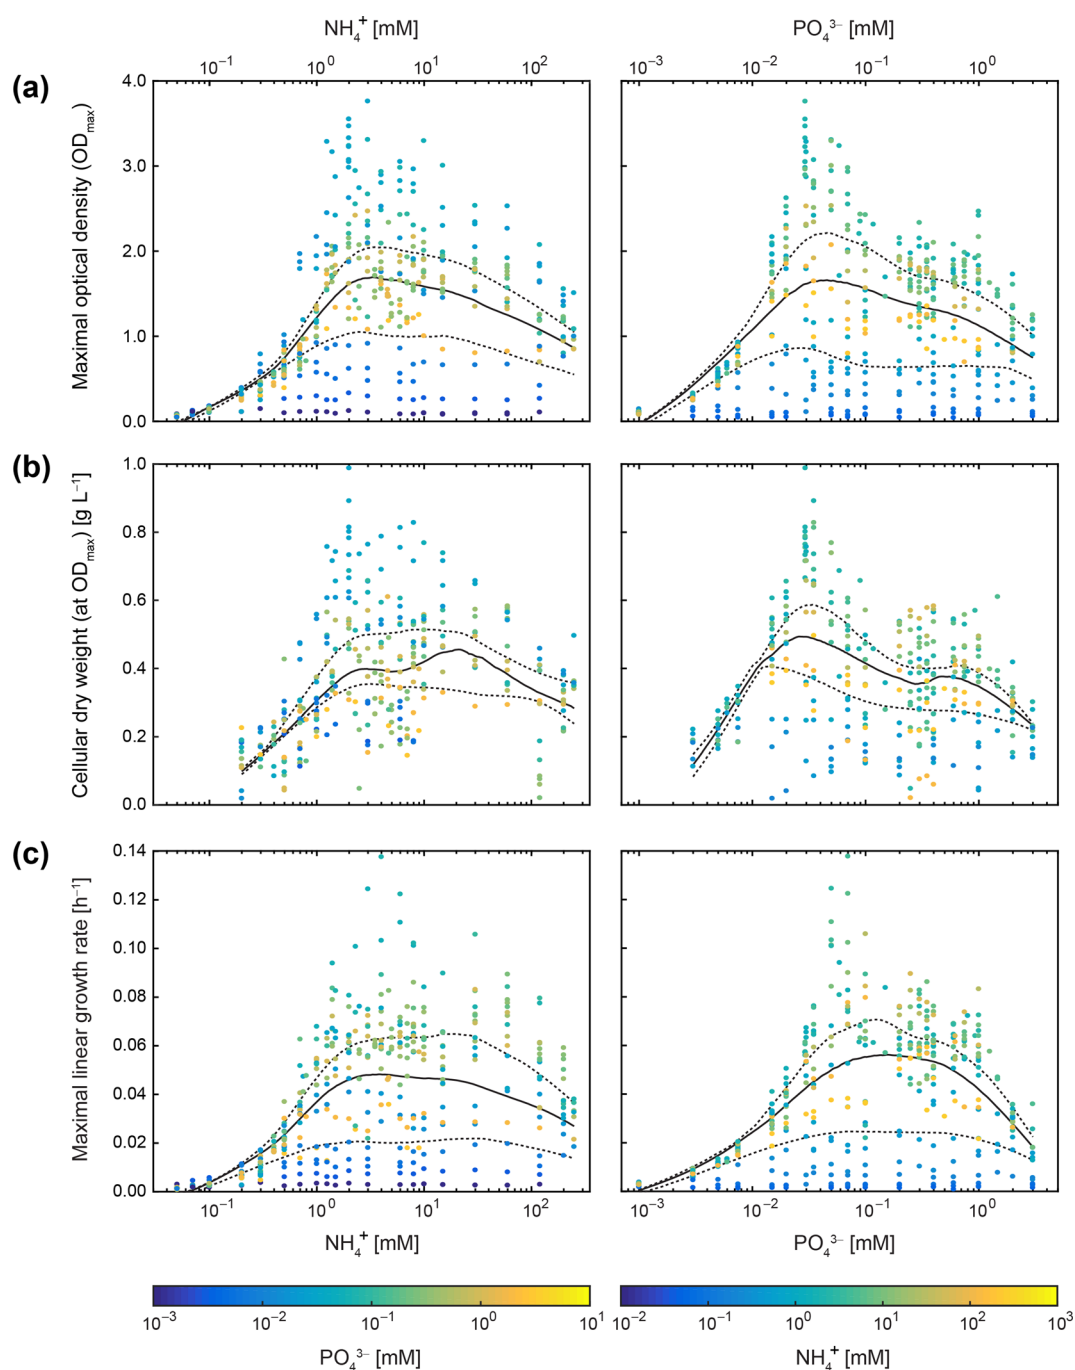 NH₄⁺ [mM] PO₄³⁻ [mM]
10⁻¹ 10⁰ 10¹ 10² 10⁻³ 10⁻² 10⁻¹ 10⁰
(a)
Maximal optical density (OD_max)
4.0
3.0
2.0
1.0
0.0
(b)
Cellular dry weight (at OD_max) [g L⁻¹]
1.0
0.8
0.6
0.4
0.2
0.0
(c)
Maximal linear growth rate [h⁻¹]
0.14
0.12
0.10
0.08
0.06
0.04
0.02
0.00
10⁻¹ 10⁰ 10¹ 10² 10⁻³ 10⁻² 10⁻¹ 10⁰
NH₄⁺ [mM] PO₄³⁻ [mM]
10⁻³ 10⁻² 10⁻¹ 10⁰ 10¹ 10⁻² 10⁻¹ 10⁰ 10¹ 10² 10³
PO₄³⁻ [mM] NH₄⁺ [mM]